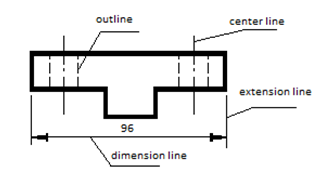 outline
center line
extension line
96
dimension line